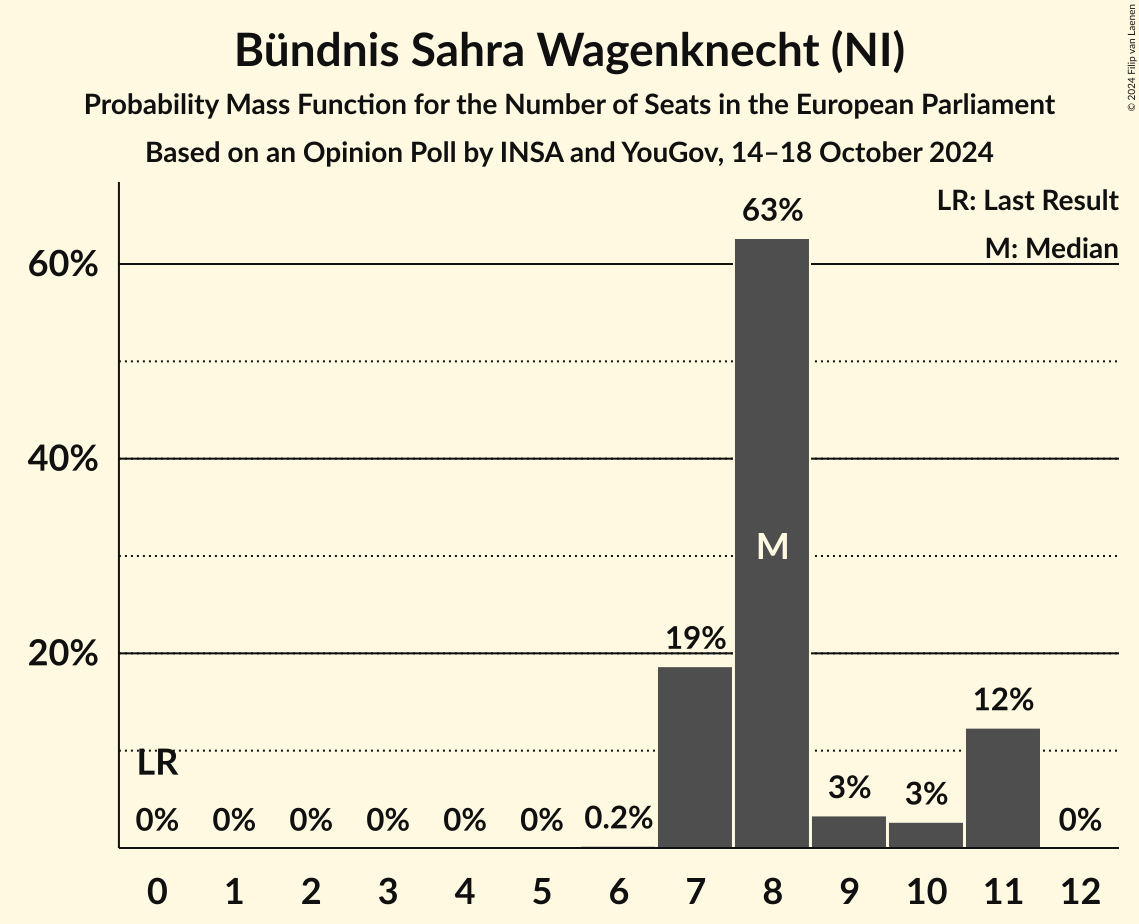 Bündnis Sahra Wagenknecht (NI)
Probability Mass Function for the Number of Seats in the European Parliament
Based on an Opinion Poll by INSA and YouGov, 14–18 October 2024
© 2024 Filip van Laenen
LR: Last Result
M: Median
63%
60%
40%
M
20%
19%
12%
LR
3%
3%
0%
0%
0%
0%
0%
0%
0.2%
0%
0 1 2 3 4 5 6 7 8 9 10 11 12